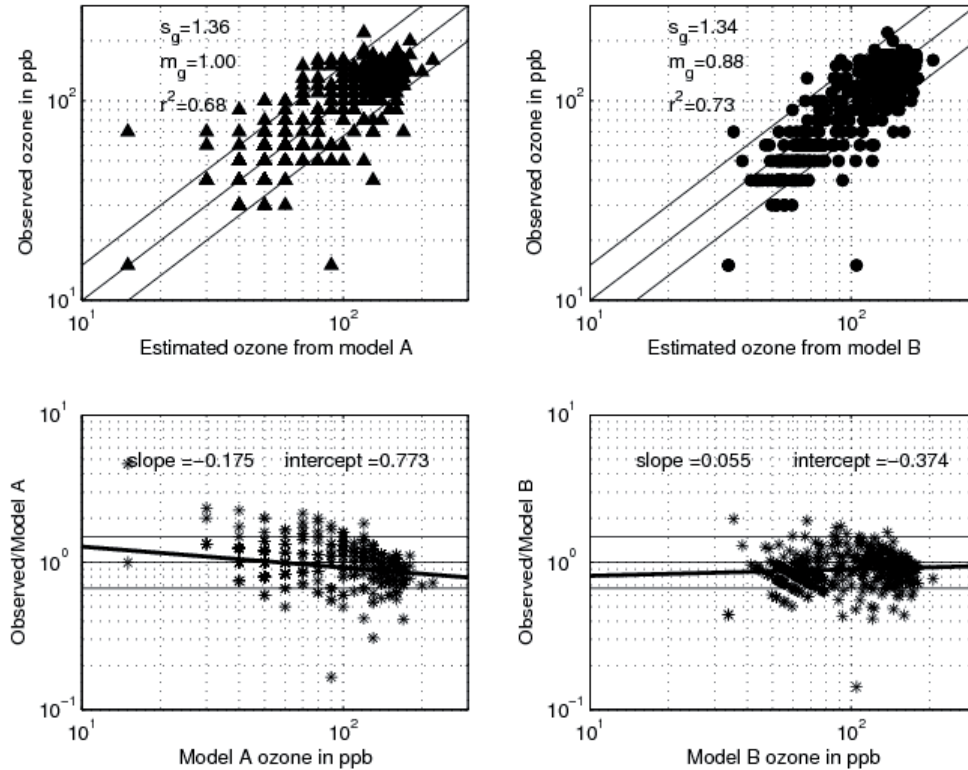 s_g=1.36
m_g=1.00
r^2=0.68
10^2
10^1
10^1
10^2
Observed ozone in ppb
Estimated ozone from model A
s_g=1.34
m_g=0.88
r^2=0.73
10^2
10^1
10^1
10^2
Observed ozone in ppb
Estimated ozone from model B
10^1
slope =−0.175 intercept =0.773
10^0
10^−1
10^1
10^2
Observed/Model A
Model A ozone in ppb
10^1
slope =0.055 intercept =−0.374
10^0
10^−1
10^1
10^2
Observed/Model B
Model B ozone in ppb